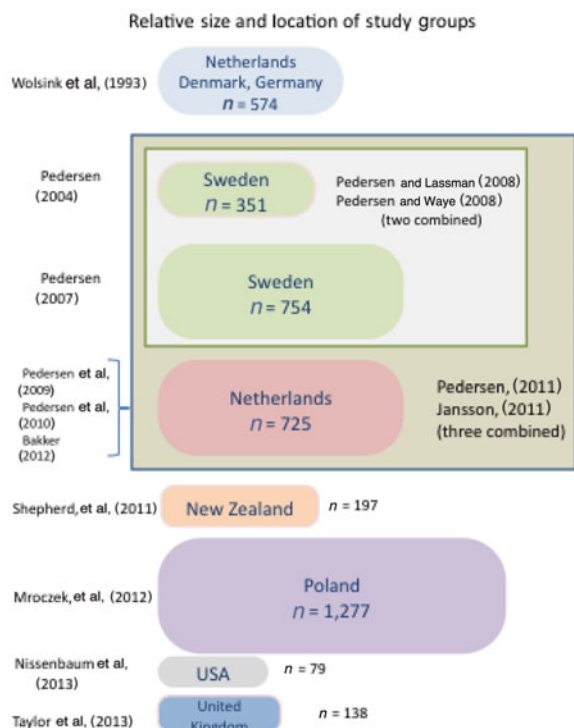 Relative size and location of study groups
Wolsink et al, (1993)
Netherlands
Denmark, Germany
n = 574
Pedersen
(2004)
Sweden
n = 351
Pedersen and Lassman (2008)
Pedersen and Waye (2008)
(two combined)
Pedersen
(2007)
Sweden
n = 754
Pedersen et al,
(2009)
Pedersen et al,
(2010)
Bakker
(2012)
Netherlands
n = 725
Pedersen, (2011)
Jansson, (2011)
(three combined)
Shepherd, et al, (2011)
New Zealand
n = 197
Mroczek, et al, (2012)
Poland
n = 1,277
Nissenbaum et al,
(2013)
USA
n = 79
Taylor et al, (2013)
United
Kingdom
n = 138